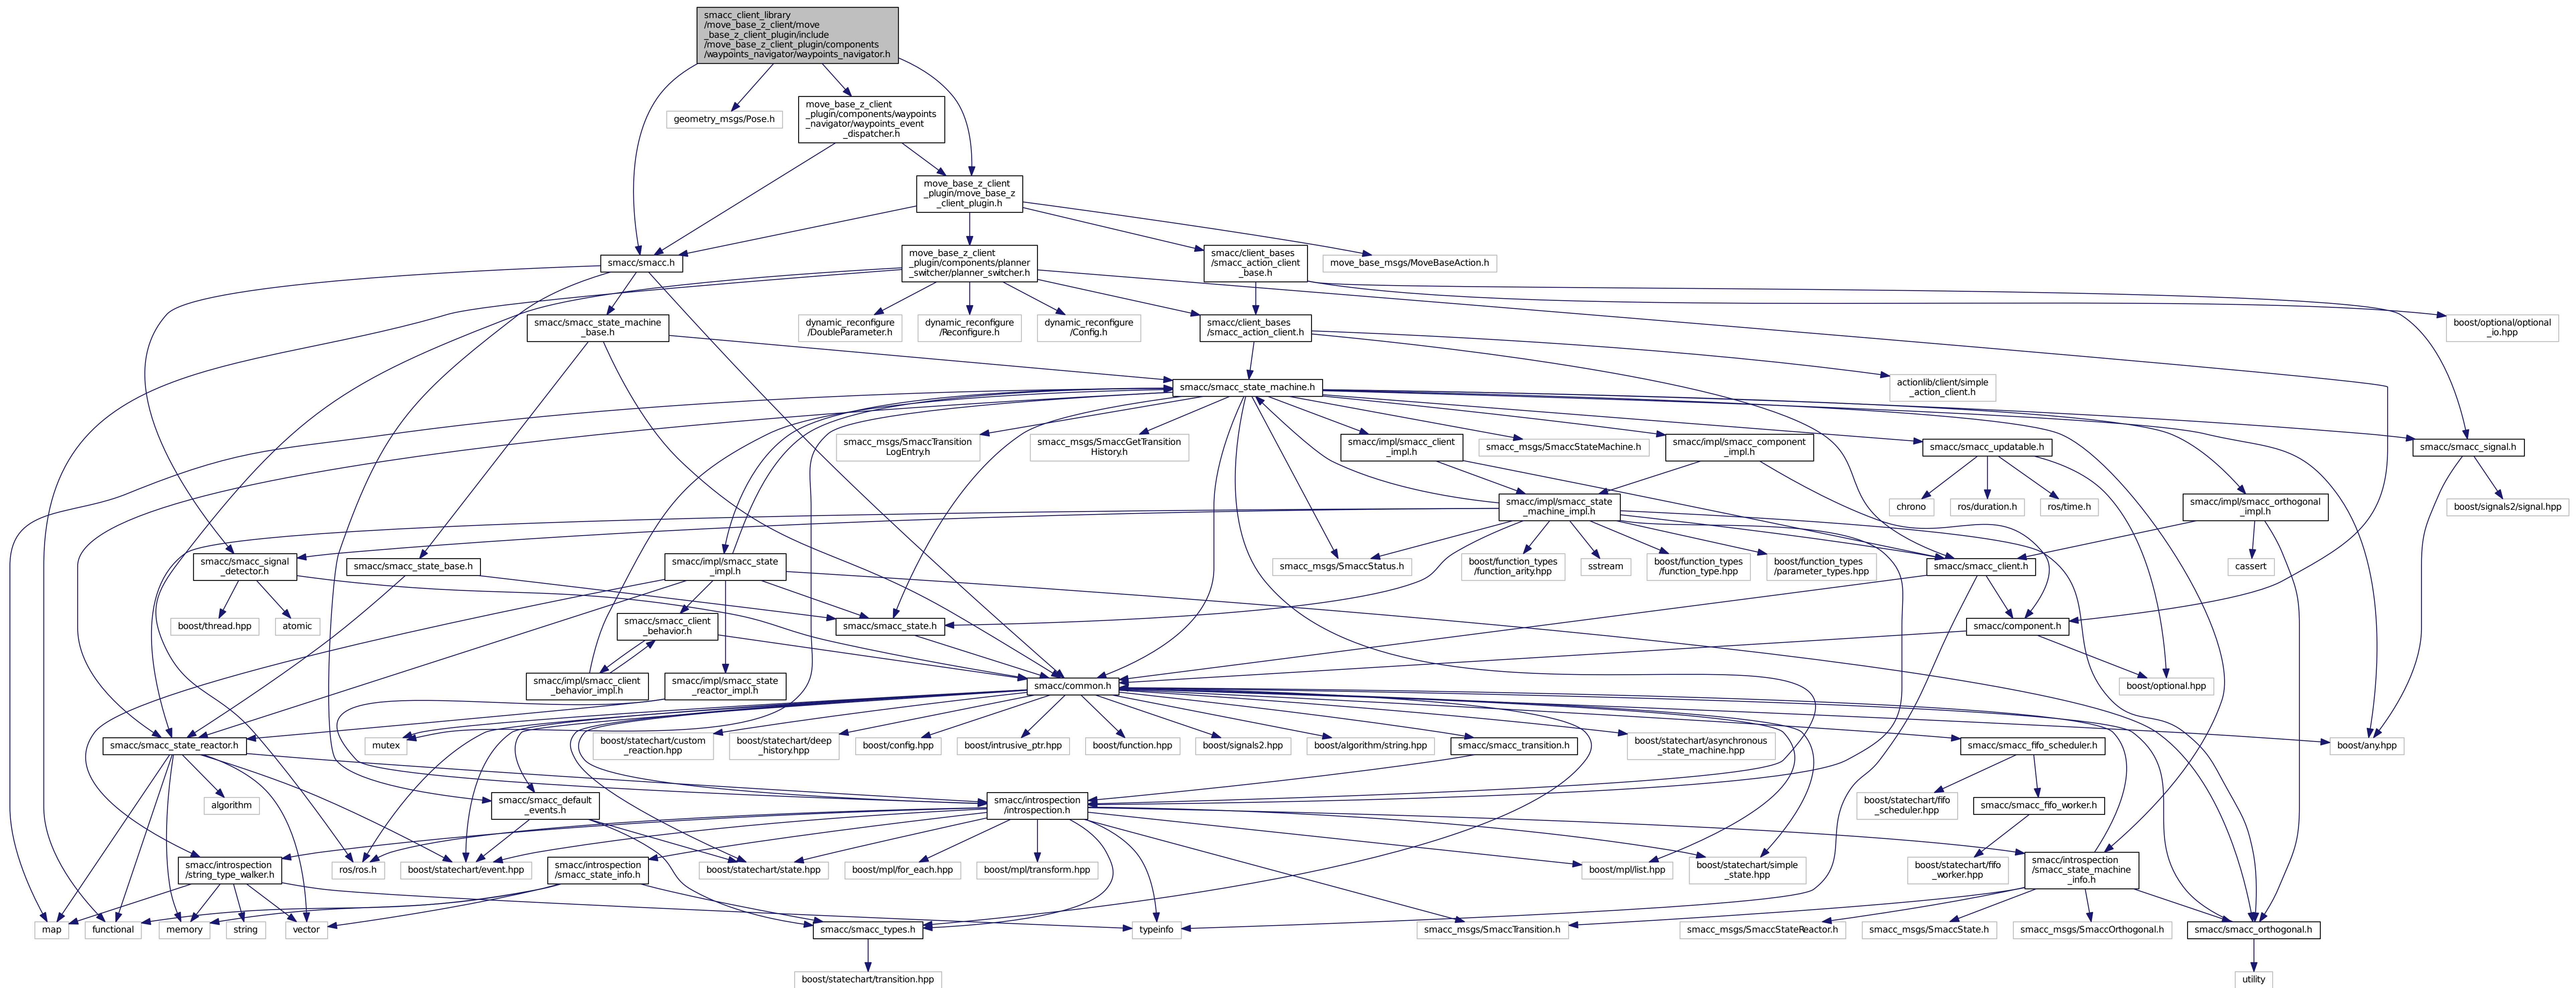 smacc_client_library
/move_base_z_client/move
_base_z_client_plugin/include
/move_base_z_client_plugin/components
/waypoints_navigator/waypoints_navigator.h
geometry_msgs/Pose.h
move_base_z_client
_plugin/components/waypoints
_navigator/waypoints_event
_dispatcher.h
move_base_z_client
_plugin/move_base_z
_client_plugin.h
smacc/smacc.h
move_base_z_client
_plugin/components/planner
_switcher/planner_switcher.h
smacc/client_bases
/smacc_action_client
_base.h
move_base_msgs/MoveBaseAction.h
smacc/smacc_state_machine
_base.h
dynamic_reconfigure
/DoubleParameter.h
dynamic_reconfigure
/Reconfigure.h
dynamic_reconfigure
/Config.h
smacc/client_bases
/smacc_action_client.h
boost/optional/optional
_io.hpp
smacc/smacc_state_machine.h
actionlib/client/simple
_action_client.h
smacc_msgs/SmaccTransition
LogEntry.h
smacc_msgs/SmaccGetTransition
History.h
smacc/impl/smacc_client
_impl.h
smacc_msgs/SmaccStateMachine.h
smacc/impl/smacc_component
_impl.h
smacc/smacc_updatable.h
smacc/smacc_signal.h
smacc/impl/smacc_state
_machine_impl.h
chrono
ros/duration.h
ros/time.h
smacc/impl/smacc_orthogonal
_impl.h
boost/signals2/signal.hpp
smacc/smacc_signal
_detector.h
smacc/smacc_state_base.h
smacc/impl/smacc_state
_impl.h
smacc_msgs/SmaccStatus.h
boost/function_types
/function_arity.hpp
sstream
boost/function_types
/function_type.hpp
boost/function_types
/parameter_types.hpp
smacc/smacc_client.h
cassert
boost/thread.hpp
atomic
smacc/smacc_client
_behavior.h
smacc/smacc_state.h
smacc/component.h
smacc/impl/smacc_client
_behavior_impl.h
smacc/impl/smacc_state
_reactor_impl.h
smacc/common.h
boost/optional.hpp
smacc/smacc_state_reactor.h
mutex
boost/statechart/custom
_reaction.hpp
boost/statechart/deep
_history.hpp
boost/config.hpp
boost/intrusive_ptr.hpp
boost/function.hpp
boost/signals2.hpp
boost/algorithm/string.hpp
smacc/smacc_transition.h
boost/statechart/asynchronous
_state_machine.hpp
smacc/smacc_fifo_scheduler.h
boost/any.hpp
algorithm
smacc/smacc_default
_events.h
smacc/introspection
/introspection.h
boost/statechart/fifo
_scheduler.hpp
smacc/smacc_fifo_worker.h
smacc/introspection
/string_type_walker.h
ros/ros.h
boost/statechart/event.hpp
smacc/introspection
/smacc_state_info.h
boost/statechart/state.hpp
boost/mpl/for_each.hpp
boost/mpl/transform.hpp
boost/mpl/list.hpp
boost/statechart/simple
_state.hpp
boost/statechart/fifo
_worker.hpp
smacc/introspection
/smacc_state_machine
_info.h
map
functional
memory
string
vector
smacc/smacc_types.h
typeinfo
smacc_msgs/SmaccTransition.h
smacc_msgs/SmaccStateReactor.h
smacc_msgs/SmaccState.h
smacc_msgs/SmaccOrthogonal.h
smacc/smacc_orthogonal.h
boost/statechart/transition.hpp
utility